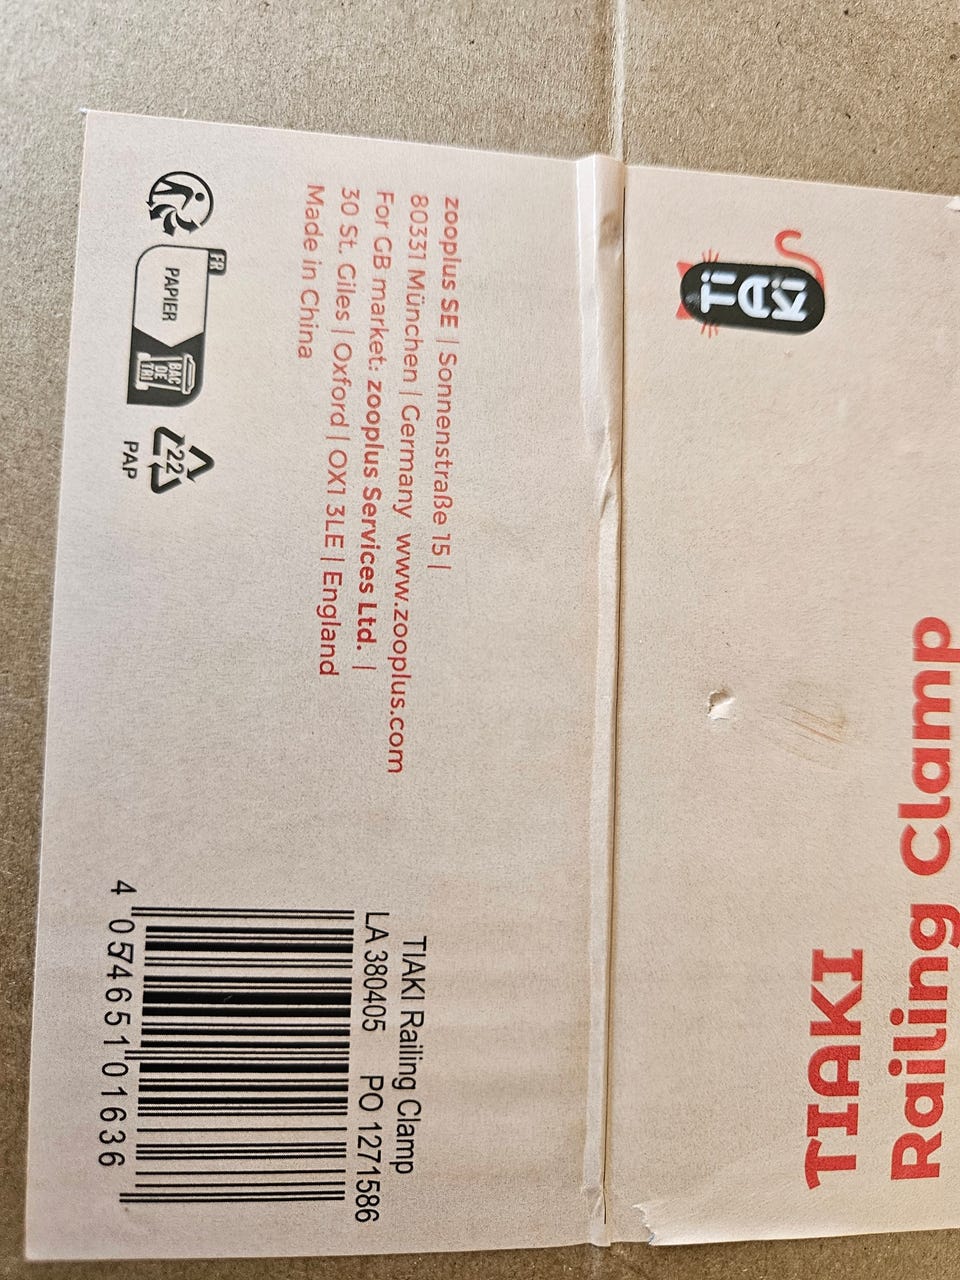 Ti
AKi
TIAKI
Railing Clamp
zooplus SE | Sonnenstraße 15 |
80331 München | Germany www.zooplus.com
For GB market: zooplus Services Ltd. |
30 St. Giles | Oxford | OX1 3LE | England
Made in China
FR
PAPIER
BAC
DE
TRI
22
PAP
TIAKI Railing Clamp
LA 380405 PO 1271586
4 054651 01636